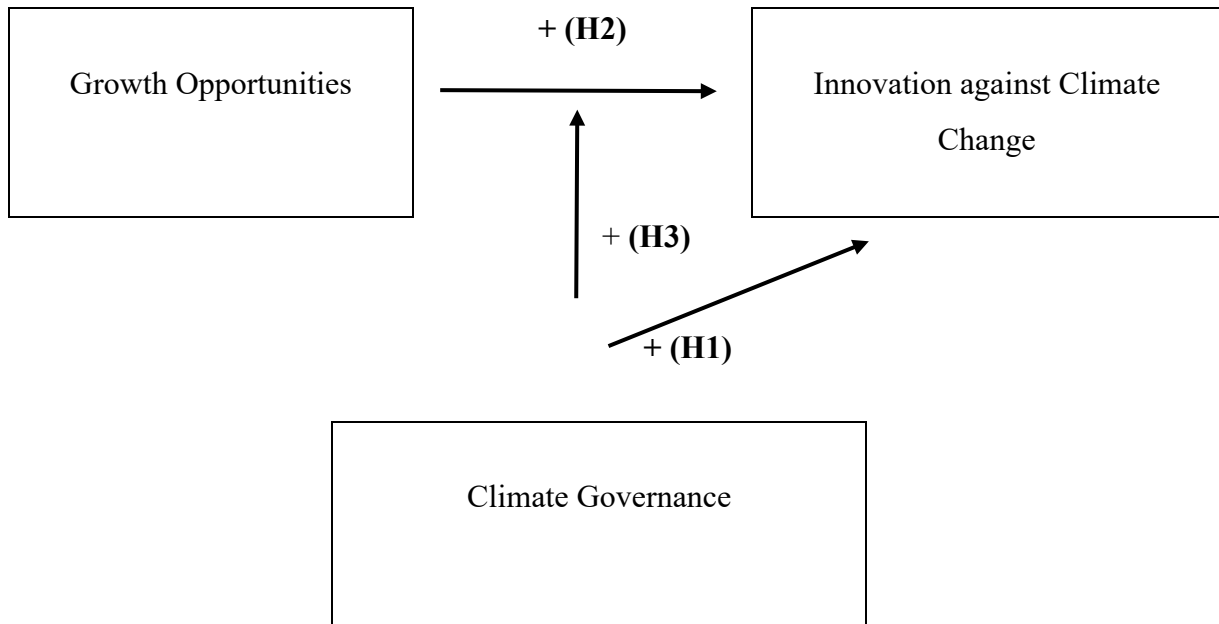 + (H2)
Growth Opportunities
Innovation against Climate
Change
+ (H3)
+ (H1)
Climate Governance